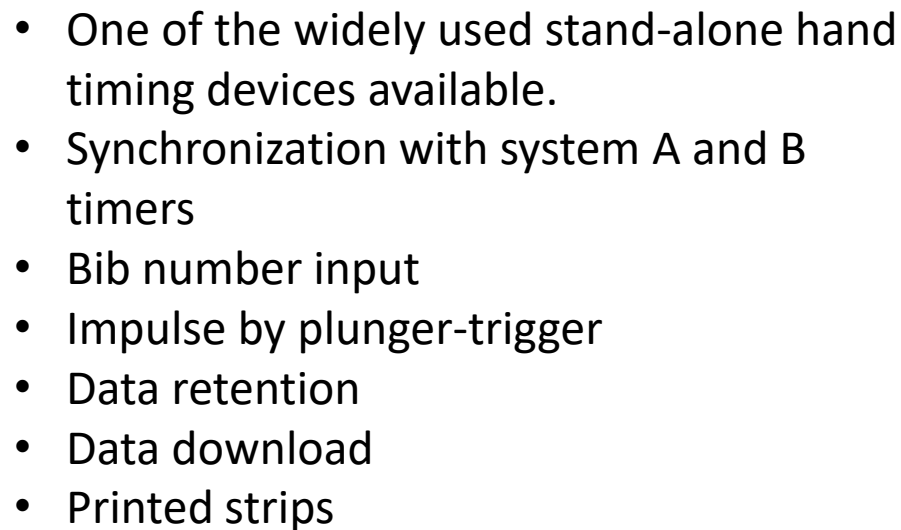 • One of the widely used stand-alone hand
timing devices available.
• Synchronization with system A and B
timers
• Bib number input
• Impulse by plunger-trigger
• Data retention
• Data download
• Printed strips